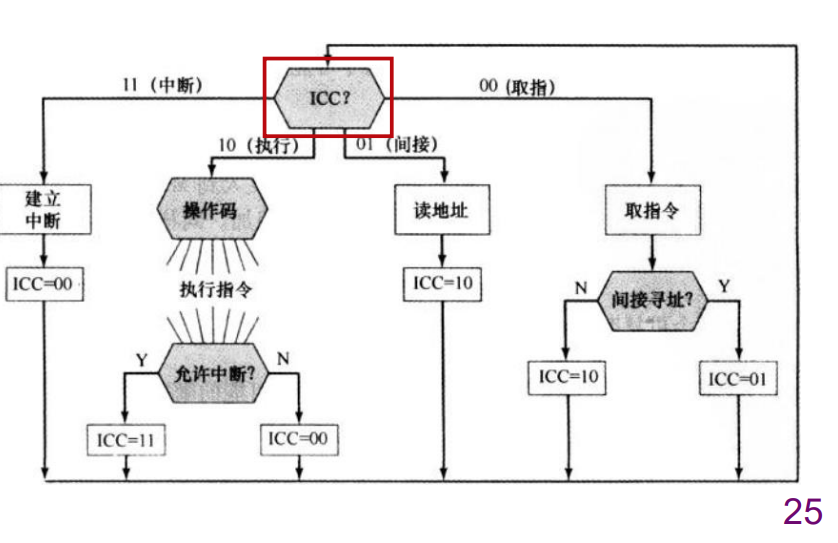 11 (中断)
ICC?
00 (取指)
10 (执行)
01 (间接)
建立
中断
操作码
读地址
取指令
ICC=00
执行指令
ICC=10
N
间接寻址?
Y
Y
允许中断?
N
ICC=10
ICC=01
ICC=11
ICC=00
25